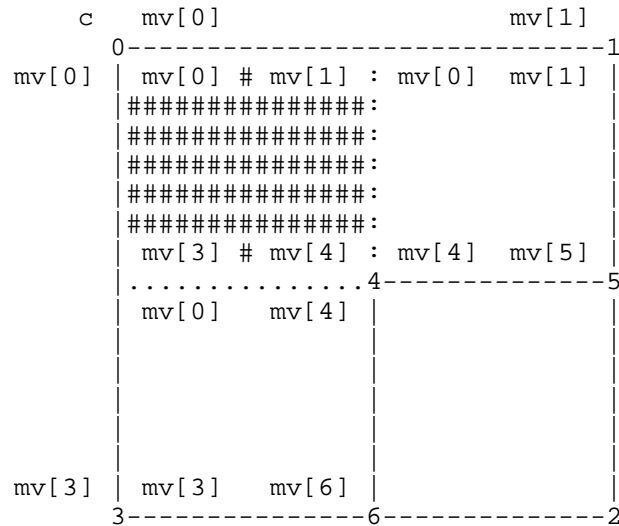 c   mv[0]                  mv[1]
      0------------------------------1
mv[0] | mv[0] # mv[1] : mv[0]  mv[1] |
      |###############:              |
      |###############:              |
      |###############:              |
      |###############:              |
      |###############:              |
      | mv[3] # mv[4] : mv[4]  mv[5] |
      |...............4--------------5
      | mv[0]   mv[4] |              |
      |               |              |
      |               |              |
      |               |              |
      |               |              |
      |               |              |
mv[3] | mv[3]   mv[6] |              |
      3---------------6--------------2